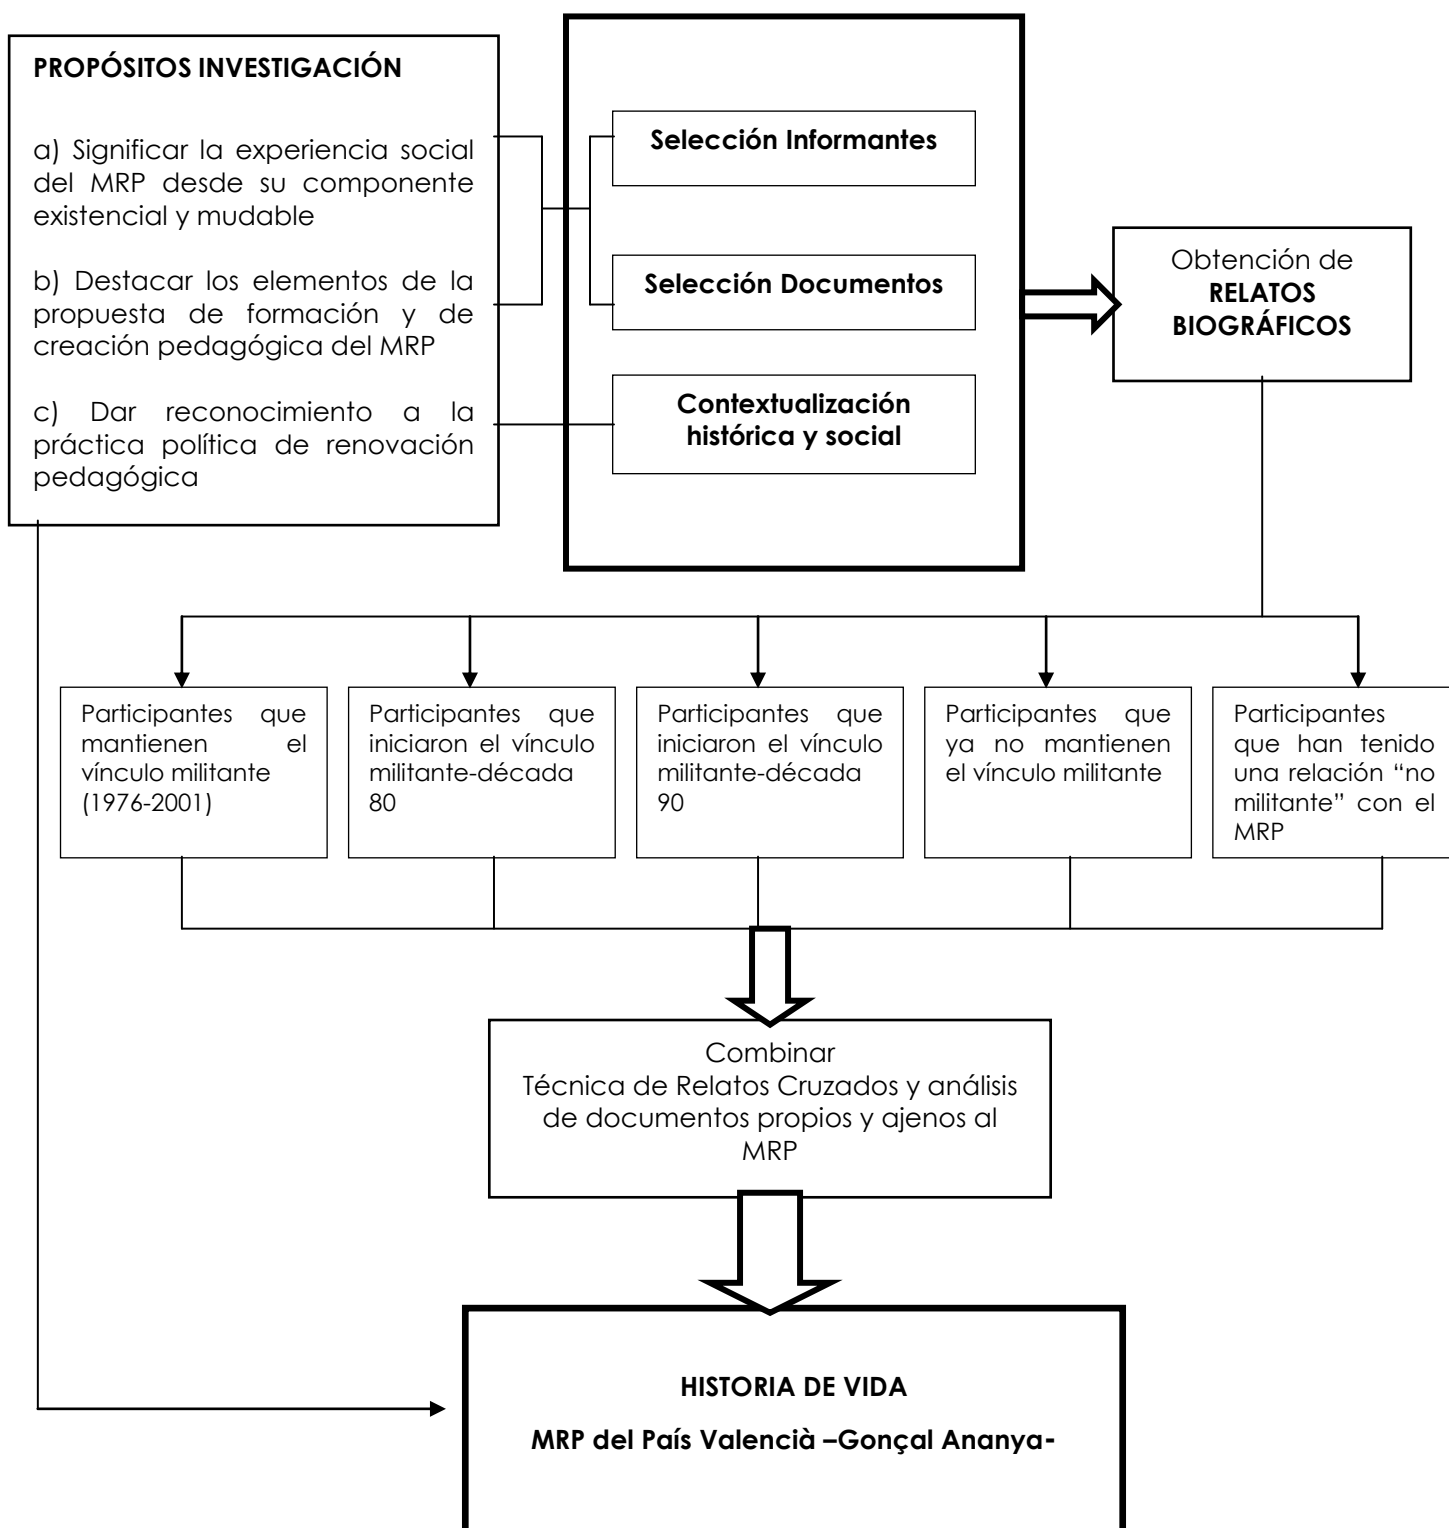 PROPÓSITOS INVESTIGACIÓN
a) Significar la experiencia social
del MRP desde su componente
existencial y mudable
b) Destacar los elementos de la
propuesta de formación y de
creación pedagógica del MRP
c) Dar reconocimiento a la
práctica política de renovación
pedagógica
Selección Informantes
Selección Documentos
Contextualización
histórica y social
Obtención de
RELATOS
BIOGRÁFICOS
Participantes que
mantienen el
vínculo militante
(1976-2001)
Participantes que
iniciaron el vínculo
militante-década
80
Participantes que
iniciaron el vínculo
militante-década
90
Participantes que
ya no mantienen
el vínculo militante
Participantes
que han tenido
una relación “no
militante” con el
MRP
Combinar
Técnica de Relatos Cruzados y análisis
de documentos propios y ajenos al
MRP
HISTORIA DE VIDA
MRP del País Valencià –Gonçal Ananya-